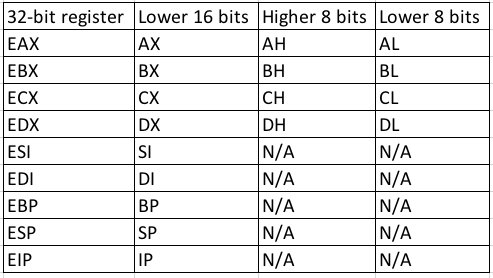 32-bit register Lower 16 bits Higher 8 bits Lower 8 bits
EAX AX AH AL
EBX BX BH BL
ECX CX CH CL
EDX DX DH DL
ESI SI N/A N/A
EDI DI N/A N/A
EBP BP N/A N/A
ESP SP N/A N/A
EIP IP N/A N/A